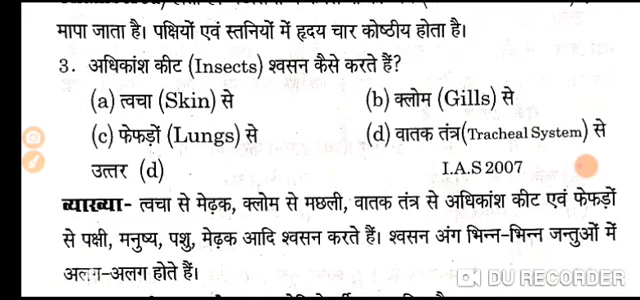 मापा जाता है। पक्षियों एवं स्तनियों में हृदय चार कोष्ठीय होता है।
3. अधिकांश कीट (Insects) श्वसन कैसे करते हैं?
(a) त्वचा (Skin) से (b) क्लोम (Gills) से
(c) फेफड़ों (Lungs) से (d) वातक तंत्र(Tracheal System) से
उत्तर (d) I.A.S 2007
व्याख्या- त्वचा से मेढ़क, क्लोम से मछली, वातक तंत्र से अधिकांश कीट एवं फेफड़ों
से पक्षी, मनुष्य, पशु, मेढ़क आदि श्वसन करते हैं। श्वसन अंग भिन्न-भिन्न जन्तुओं में
अलग-अलग होते हैं।
DU RECORDER